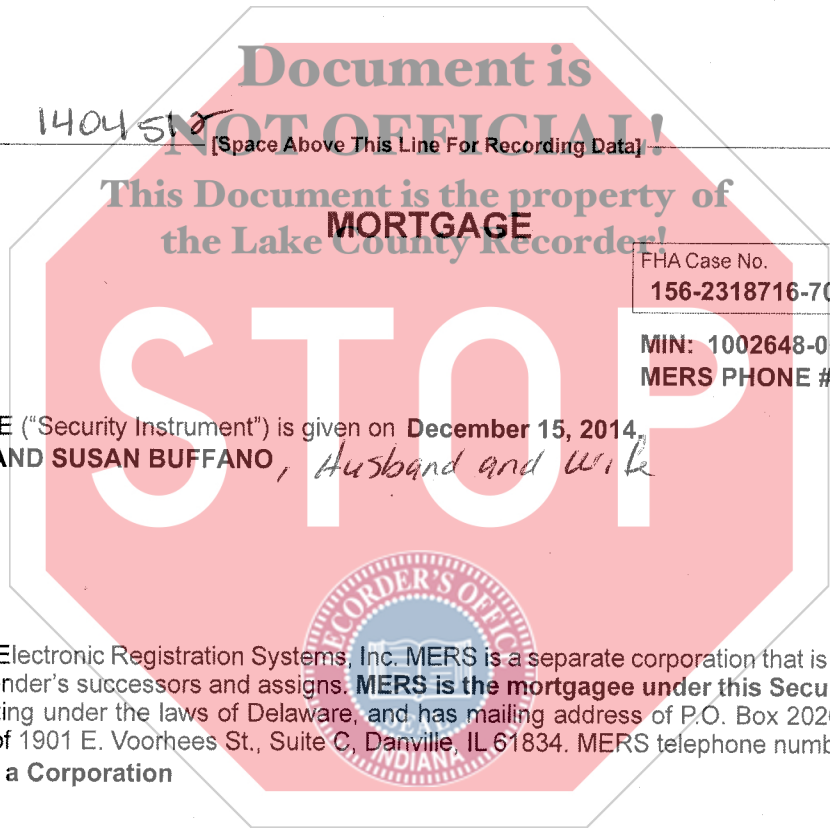 Document is
1404512
NOT OFFICIAL!
[Space Above This Line For Recording Data]
This Document is the property of
MORTGAGE
the Lake County Recorder!
FHA Case No.
156-2318716-70
MIN: 1002648-0
MERS PHONE #
STOP
E (“Security Instrument”) is given on December 15, 2014,
AND SUSAN BUFFANO, Husband and Wife
RECORDER'S OFFIC
Electronic Registration Systems, Inc. MERS is a separate corporation that is
nder's successors and assigns. MERS is the mortgagee under this Secu
ting under the laws of Delaware, and has mailing address of P.O. Box 202
of 1901 E. Voorhees St., Suite C, Danville, IL 61834. MERS telephone numb
INDIANA
a Corporation